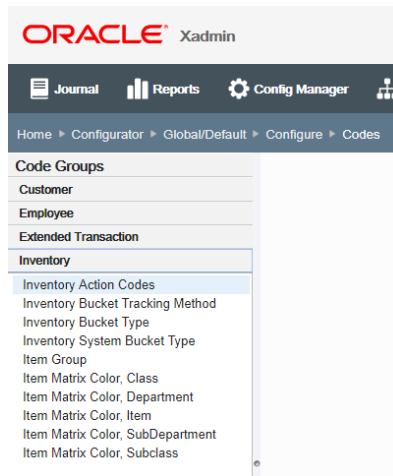 ORACLE® Xadmin
Journal Reports Config Manager
Home Configurator Global/Default Configure Codes
Code Groups
Customer
Employee
Extended Transaction
Inventory
Inventory Action Codes
Inventory Bucket Tracking Method
Inventory Bucket Type
Inventory System Bucket Type
Item Group
Item Matrix Color, Class
Item Matrix Color, Department
Item Matrix Color, Item
Item Matrix Color, SubDepartment
Item Matrix Color, Subclass